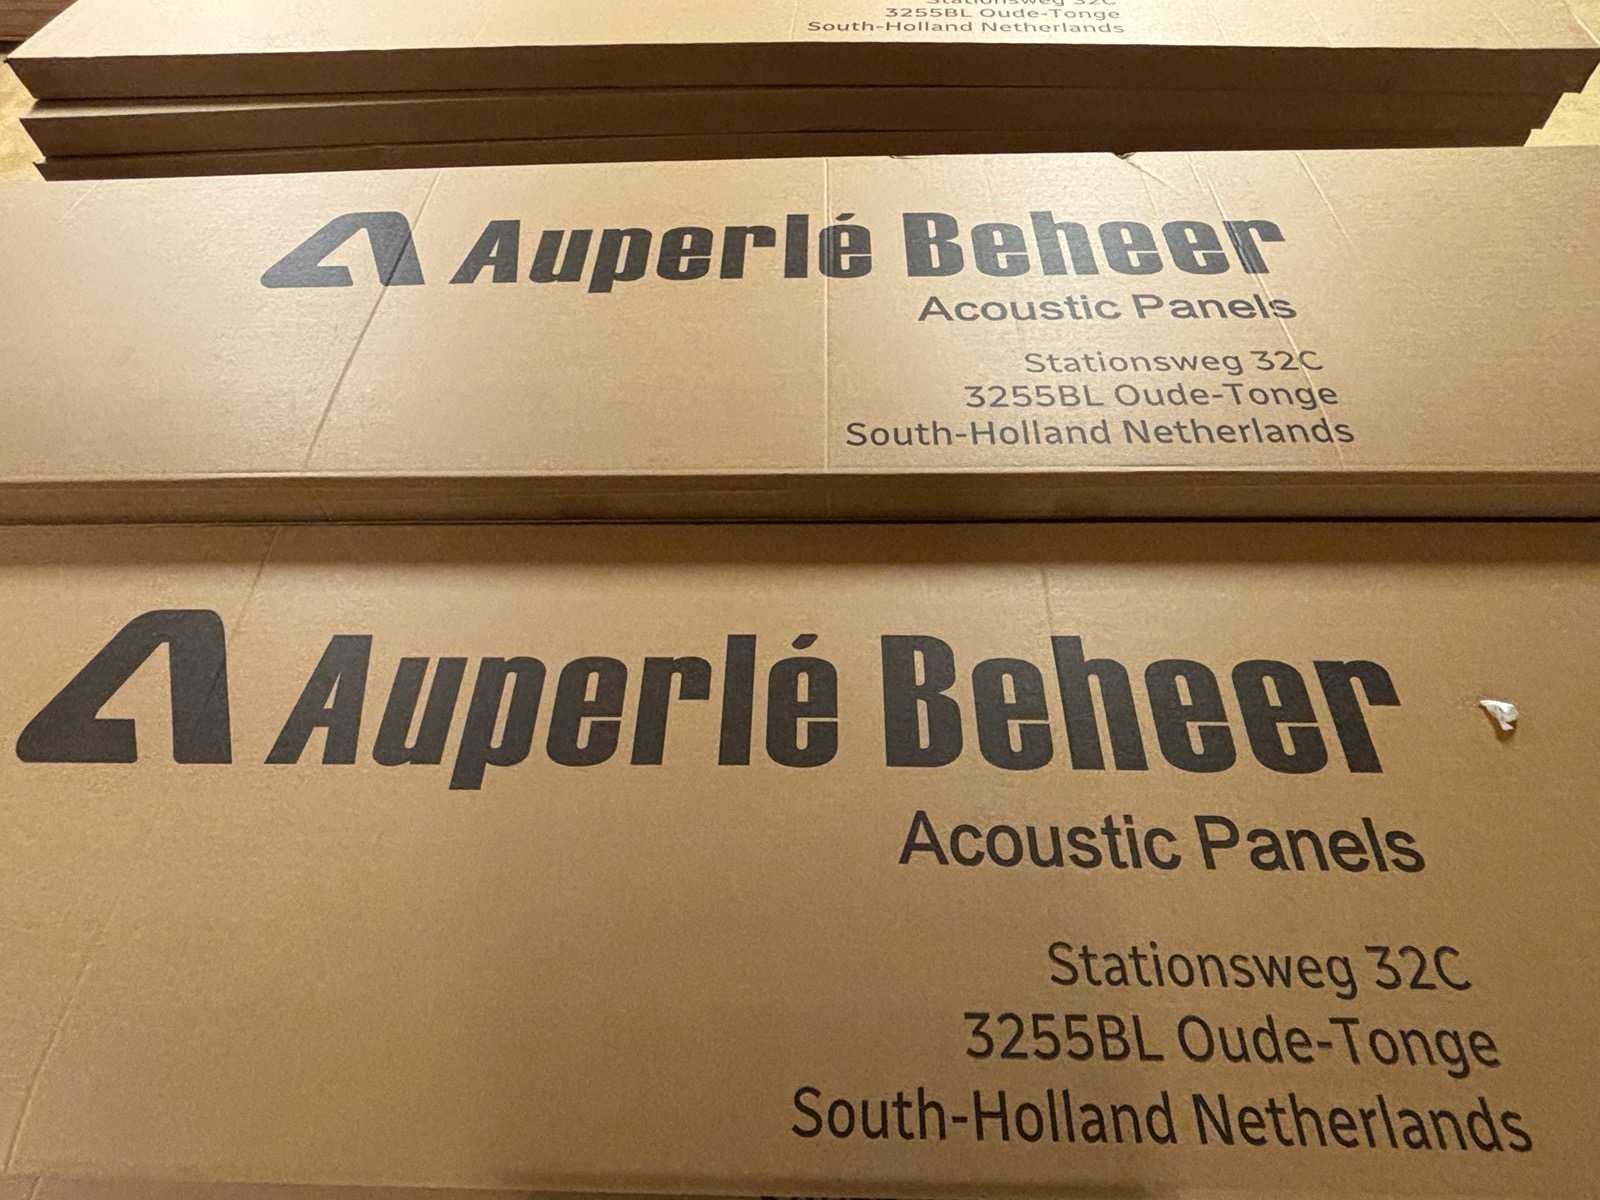 Stationsweg 32C
3255BL Oude-Tonge
South-Holland Netherlands
Auperlé Beheer
Acoustic Panels
Stationsweg 32C
3255BL Oude-Tonge
South-Holland Netherlands
Auperlé Beheer
Acoustic Panels
Stationsweg 32C
3255BL Oude-Tonge
South-Holland Netherlands